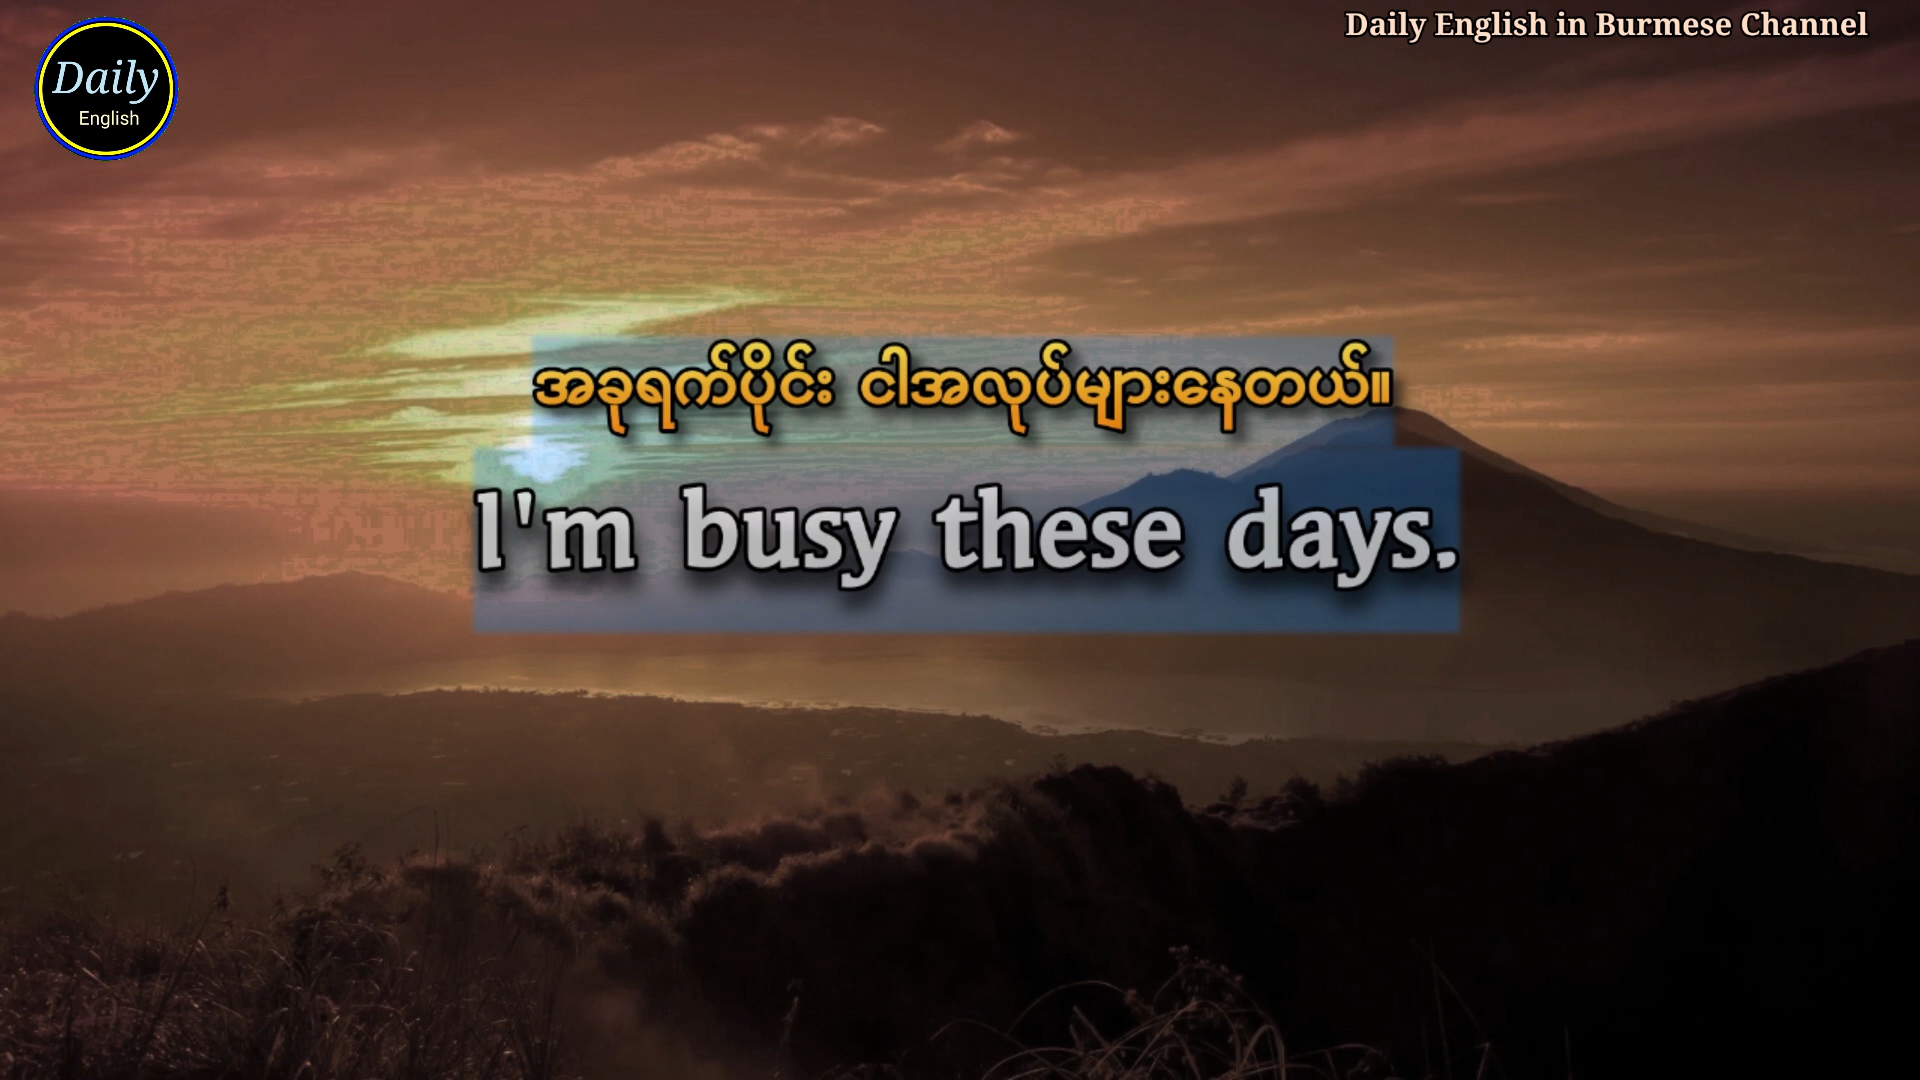 Daily English in Burmese Channel
Daily
English
အခုရက်ပိုင်း ငါအလုပ်များနေတယ်။
I'm busy these days.